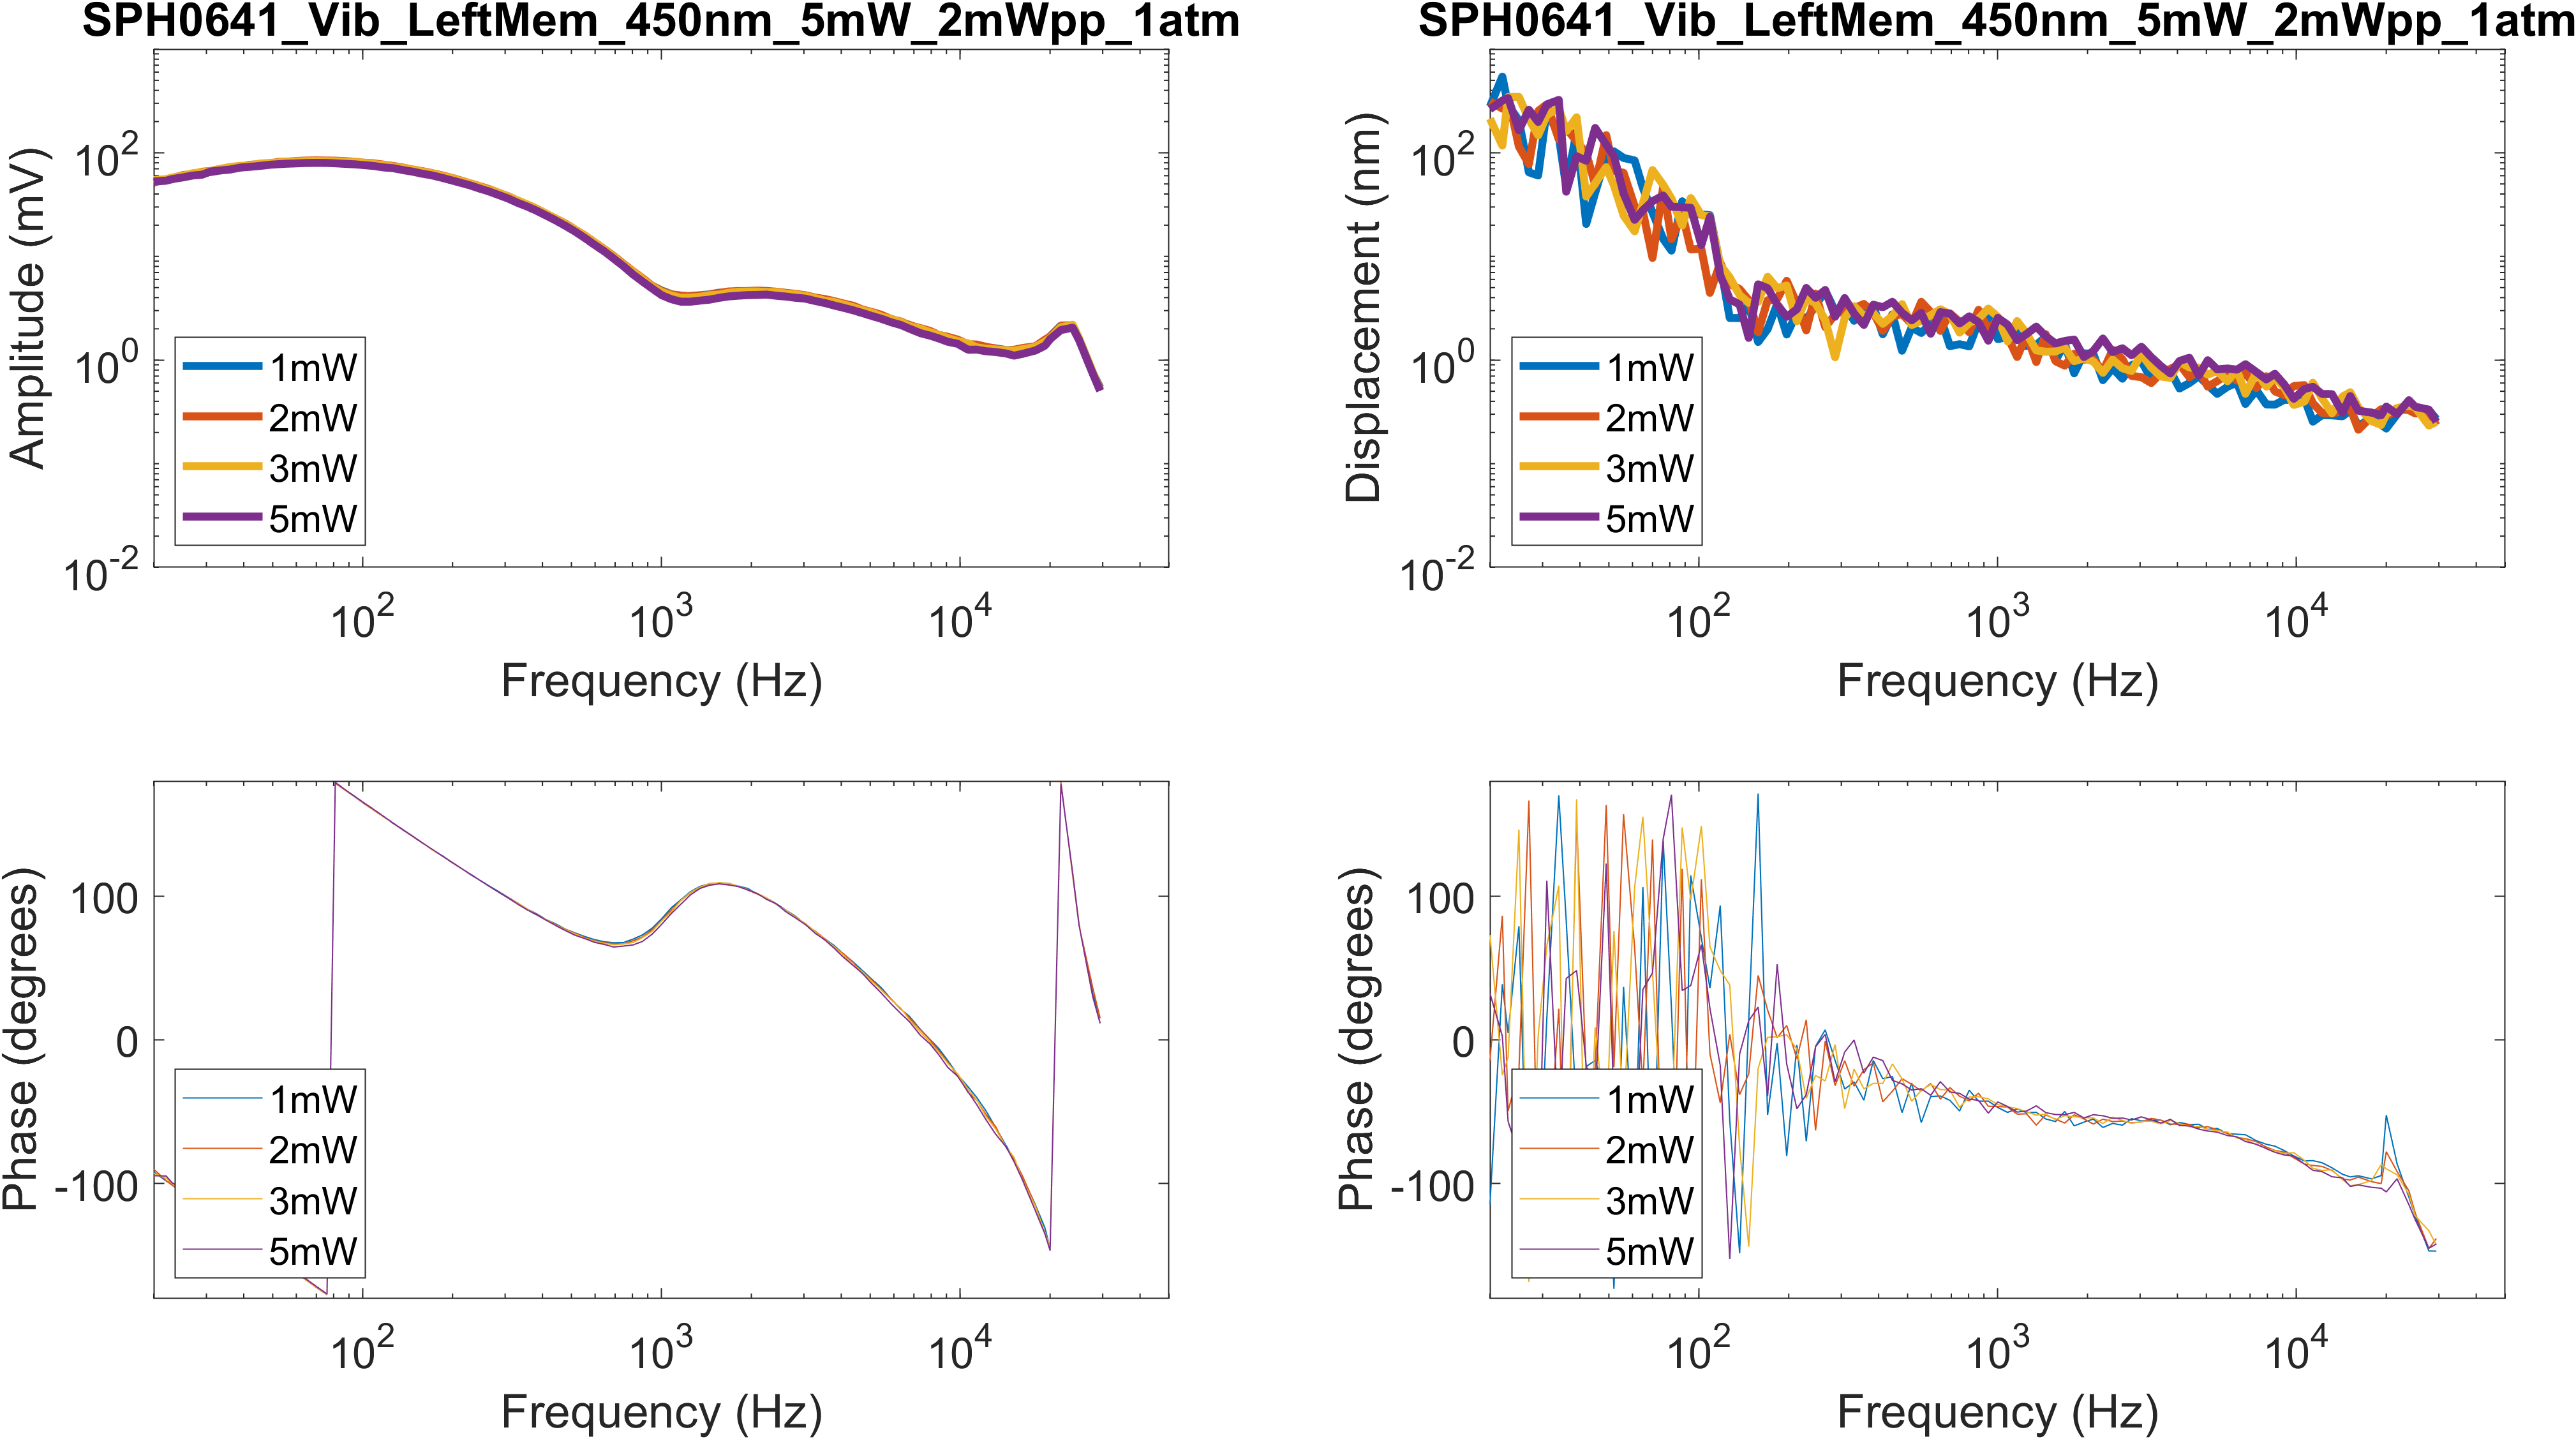 SPH0641_Vib_LeftMem_450nm_5mW_2mWpp_1atm
Amplitude (mV)
10^2
10^0
10^-2
1mW
2mW
3mW
5mW
10^2
10^3
10^4
Frequency (Hz)
SPH0641_Vib_LeftMem_450nm_5mW_2mWpp_1atm
Displacement (nm)
10^2
10^0
10^-2
1mW
2mW
3mW
5mW
10^2
10^3
10^4
Frequency (Hz)
Phase (degrees)
100
0
-100
1mW
2mW
3mW
5mW
10^2
10^3
10^4
Frequency (Hz)
Phase (degrees)
100
0
-100
1mW
2mW
3mW
5mW
10^2
10^3
10^4
Frequency (Hz)